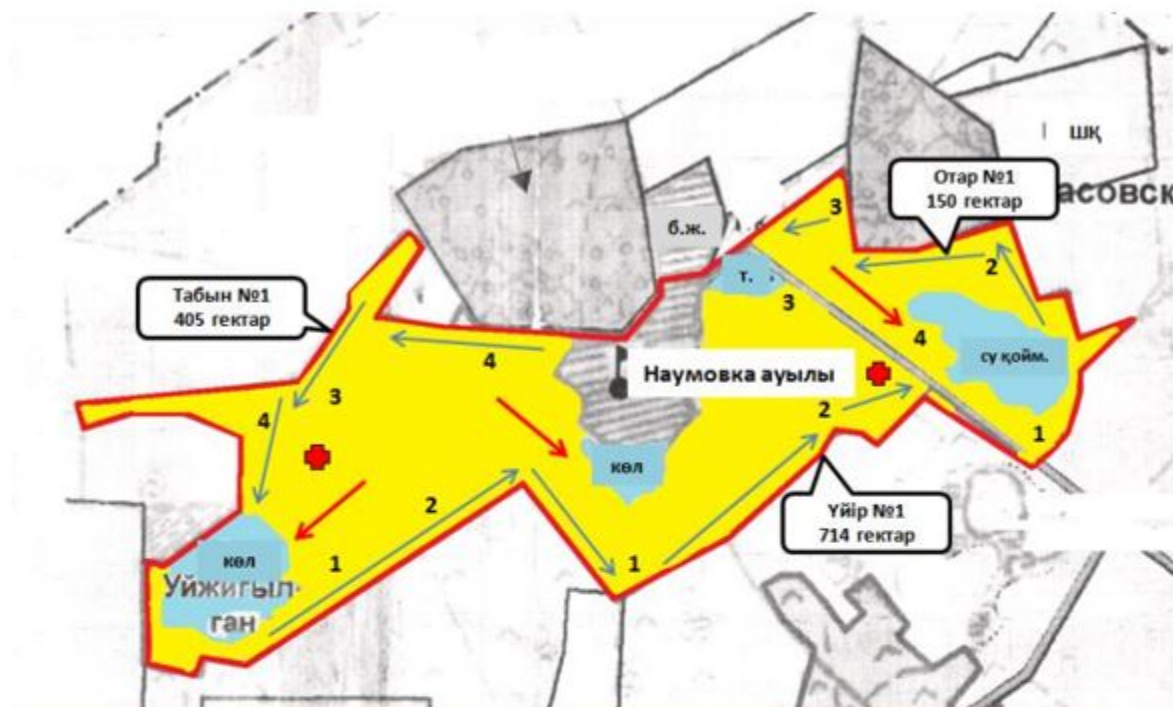 І ШҚ
Отар №1
150 гектар
асовск
3
б.ж.
2
Табын №1
405 гектар
т.
3
4
су қойм.
4
3
Наумовка ауылы
2
4
1
көл
2
Үйір №1
714 гектар
көл
1
1
Уйжигыл-
ган